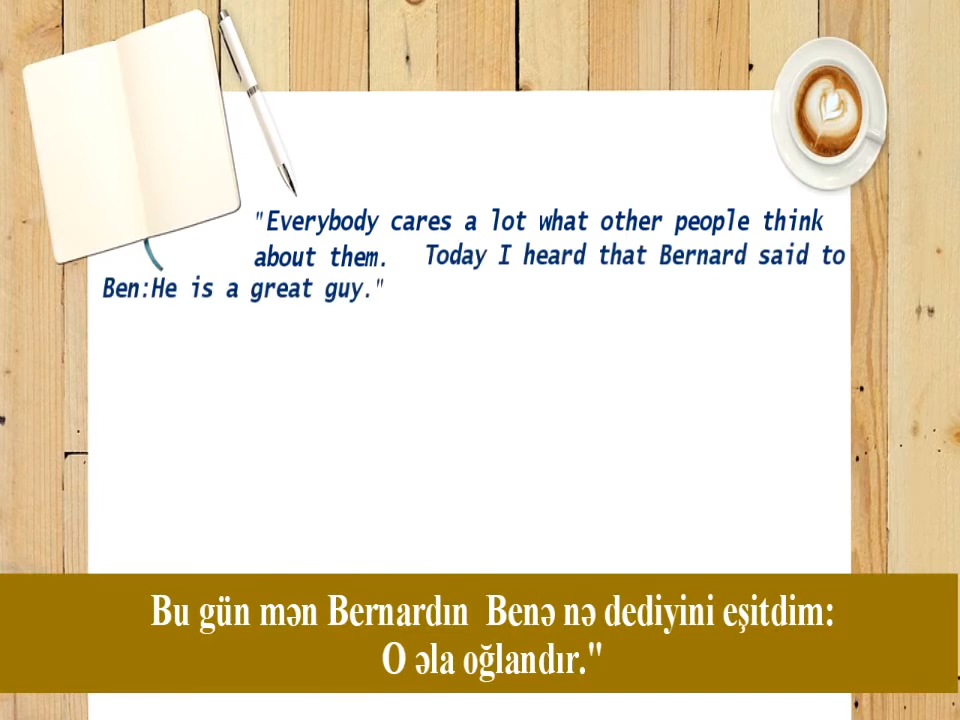 "Everybody cares a lot what other people think
about them. Today I heard that Bernard said to
Ben:He is a great guy."
Bu gün mən Bernardın Benə nə dediyini eşitdim:
O əla oğlandır."